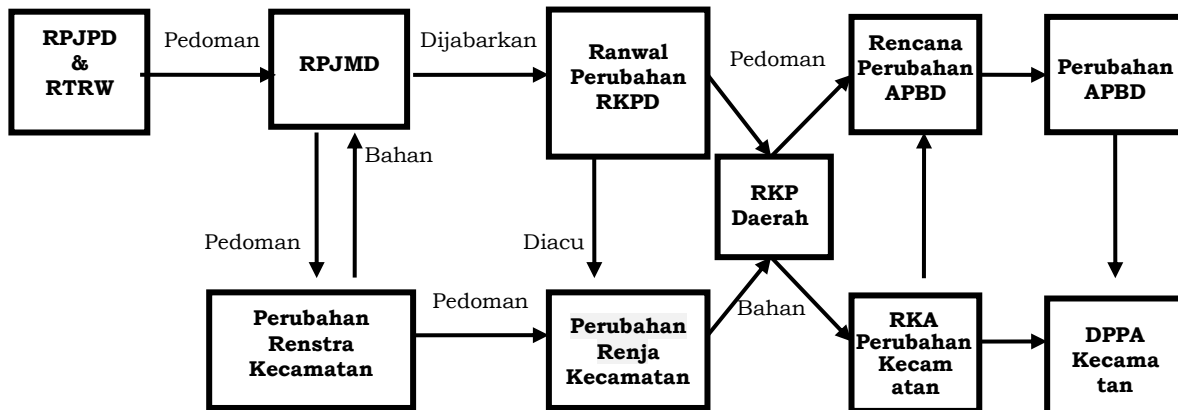 RPJPD
&
RTRW
Pedoman
RPJMD
Dijabarkan
Ranwal
Perubahan
RKPD
Pedoman
Rencana
Perubahan
APBD
Perubahan
APBD
Bahan
RKP
Daerah
Pedoman
Diacu
Perubahan
Renstra
Kecamatan
Pedoman
Perubahan
Renja
Kecamatan
Bahan
RKA
Perubahan
Kecam
atan
DPPA
Kecama
tan